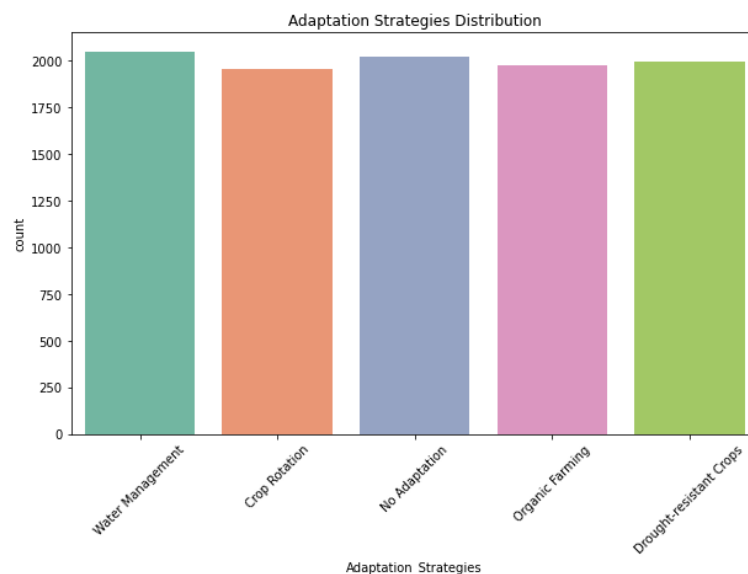 Adaptation Strategies Distribution
2000
1750
1500
1250
1000
750
500
250
0
count
Water Management
Crop Rotation
No Adaptation
Organic Farming
Drought-resistant Crops
Adaptation_Strategies